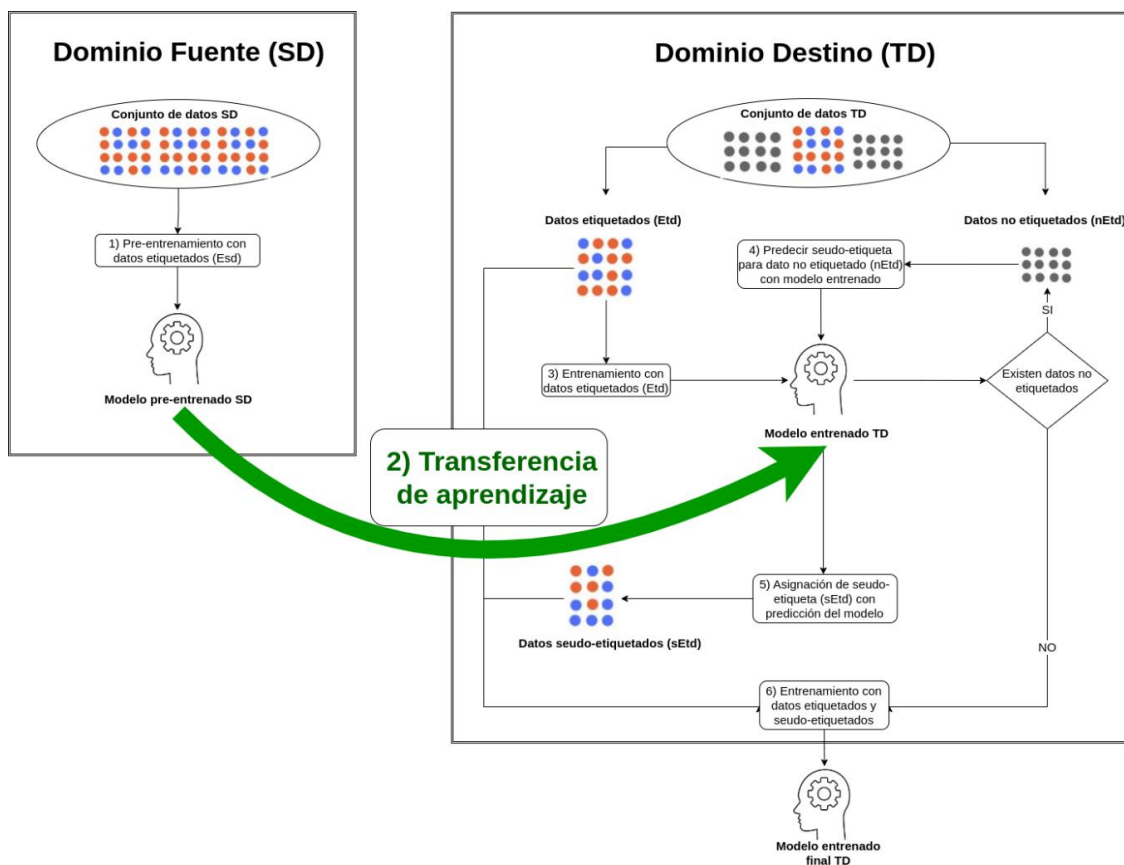 Dominio Fuente (SD)
Conjunto de datos SD
1) Pre-entrenamiento con
datos etiquetados (Esd)
Modelo pre-entrenado SD
2) Transferencia
de aprendizaje
Dominio Destino (TD)
Conjunto de datos TD
Datos etiquetados (Etd)
Datos no etiquetados (nEtd)
4) Predecir seudo-etiqueta
para dato no etiquetado (nEtd)
con modelo entrenado
SI
3) Entrenamiento con
datos etiquetados (Etd)
Existen datos no
etiquetados
Modelo entrenado TD
5) Asignación de seudo-
etiqueta (sEtd) con
predicción del modelo
Datos seudo-etiquetados (sEtd)
NO
6) Entrenamiento con
datos etiquetados y
seudo-etiquetados
Modelo entrenado
final TD